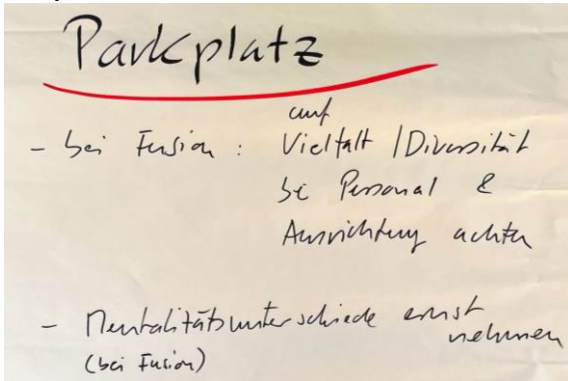 Parkplatz
auf
- bei Fusion : Vielfalt / Diversität
bei Personal &
Ausrichtung achten
- Mentalitätsunterschiede ernst
nehmen
(bei Fusion)